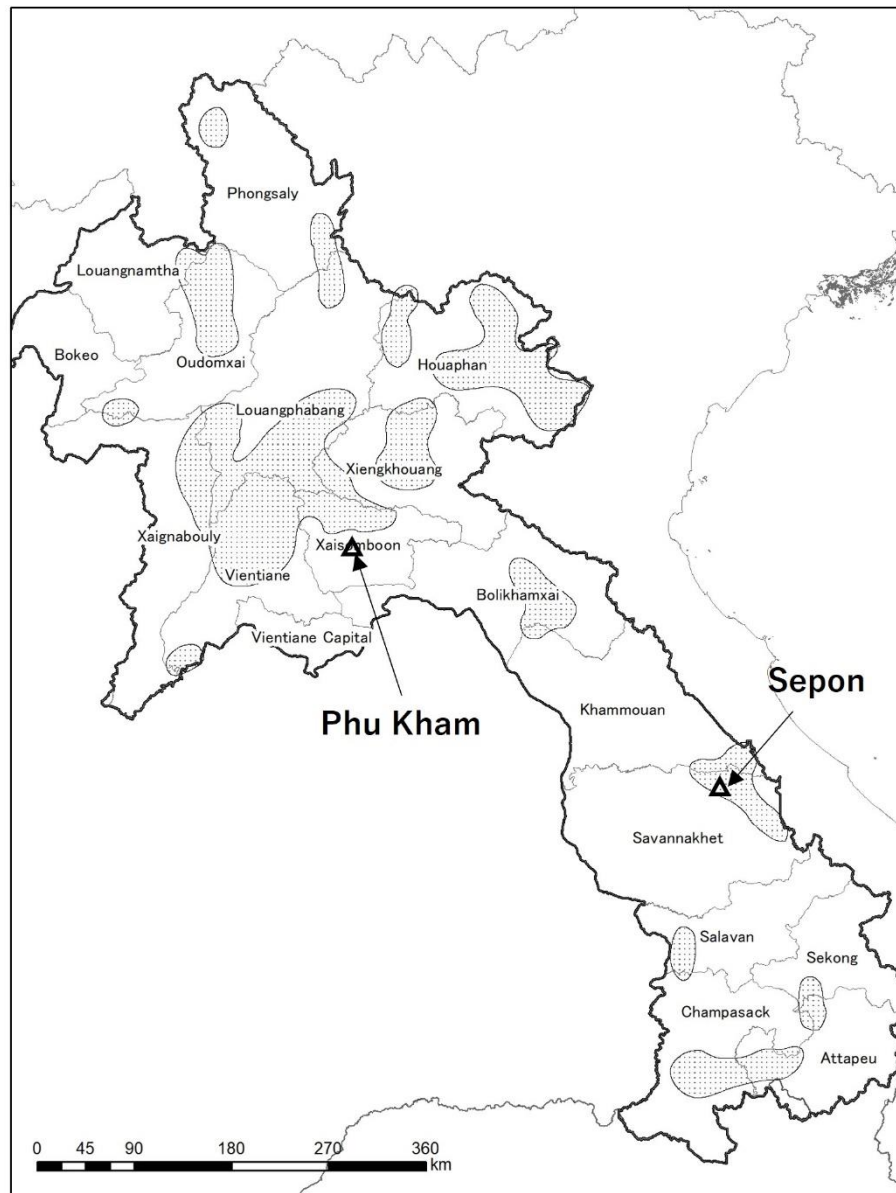 Phongsaly
Louangnamtha
Bokeo
Oudomxai
Houaphan
Louangphabang
Xiengkhouang
Xaignabouly
Xaisomboon
Vientiane
Bolikhamxai
Vientiane Capital
Phu Kham
Sepon
Khammouan
Savannakhet
Salavan
Sekong
Champasack
Attapeu
0 45 90 180 270 360
km